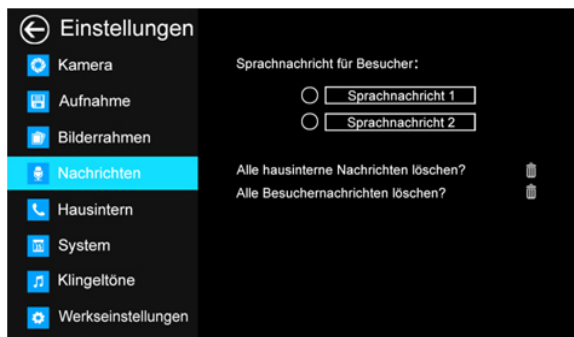 Einstellungen
Kamera
Aufnahme
Bilderrahmen
Nachrichten
Hausintern
System
Klingeltöne
Werkseinstellungen
Sprachnachricht für Besucher:
Sprachnachricht 1
Sprachnachricht 2
Alle hausinterne Nachrichten löschen?
Alle Besuchernachrichten löschen?